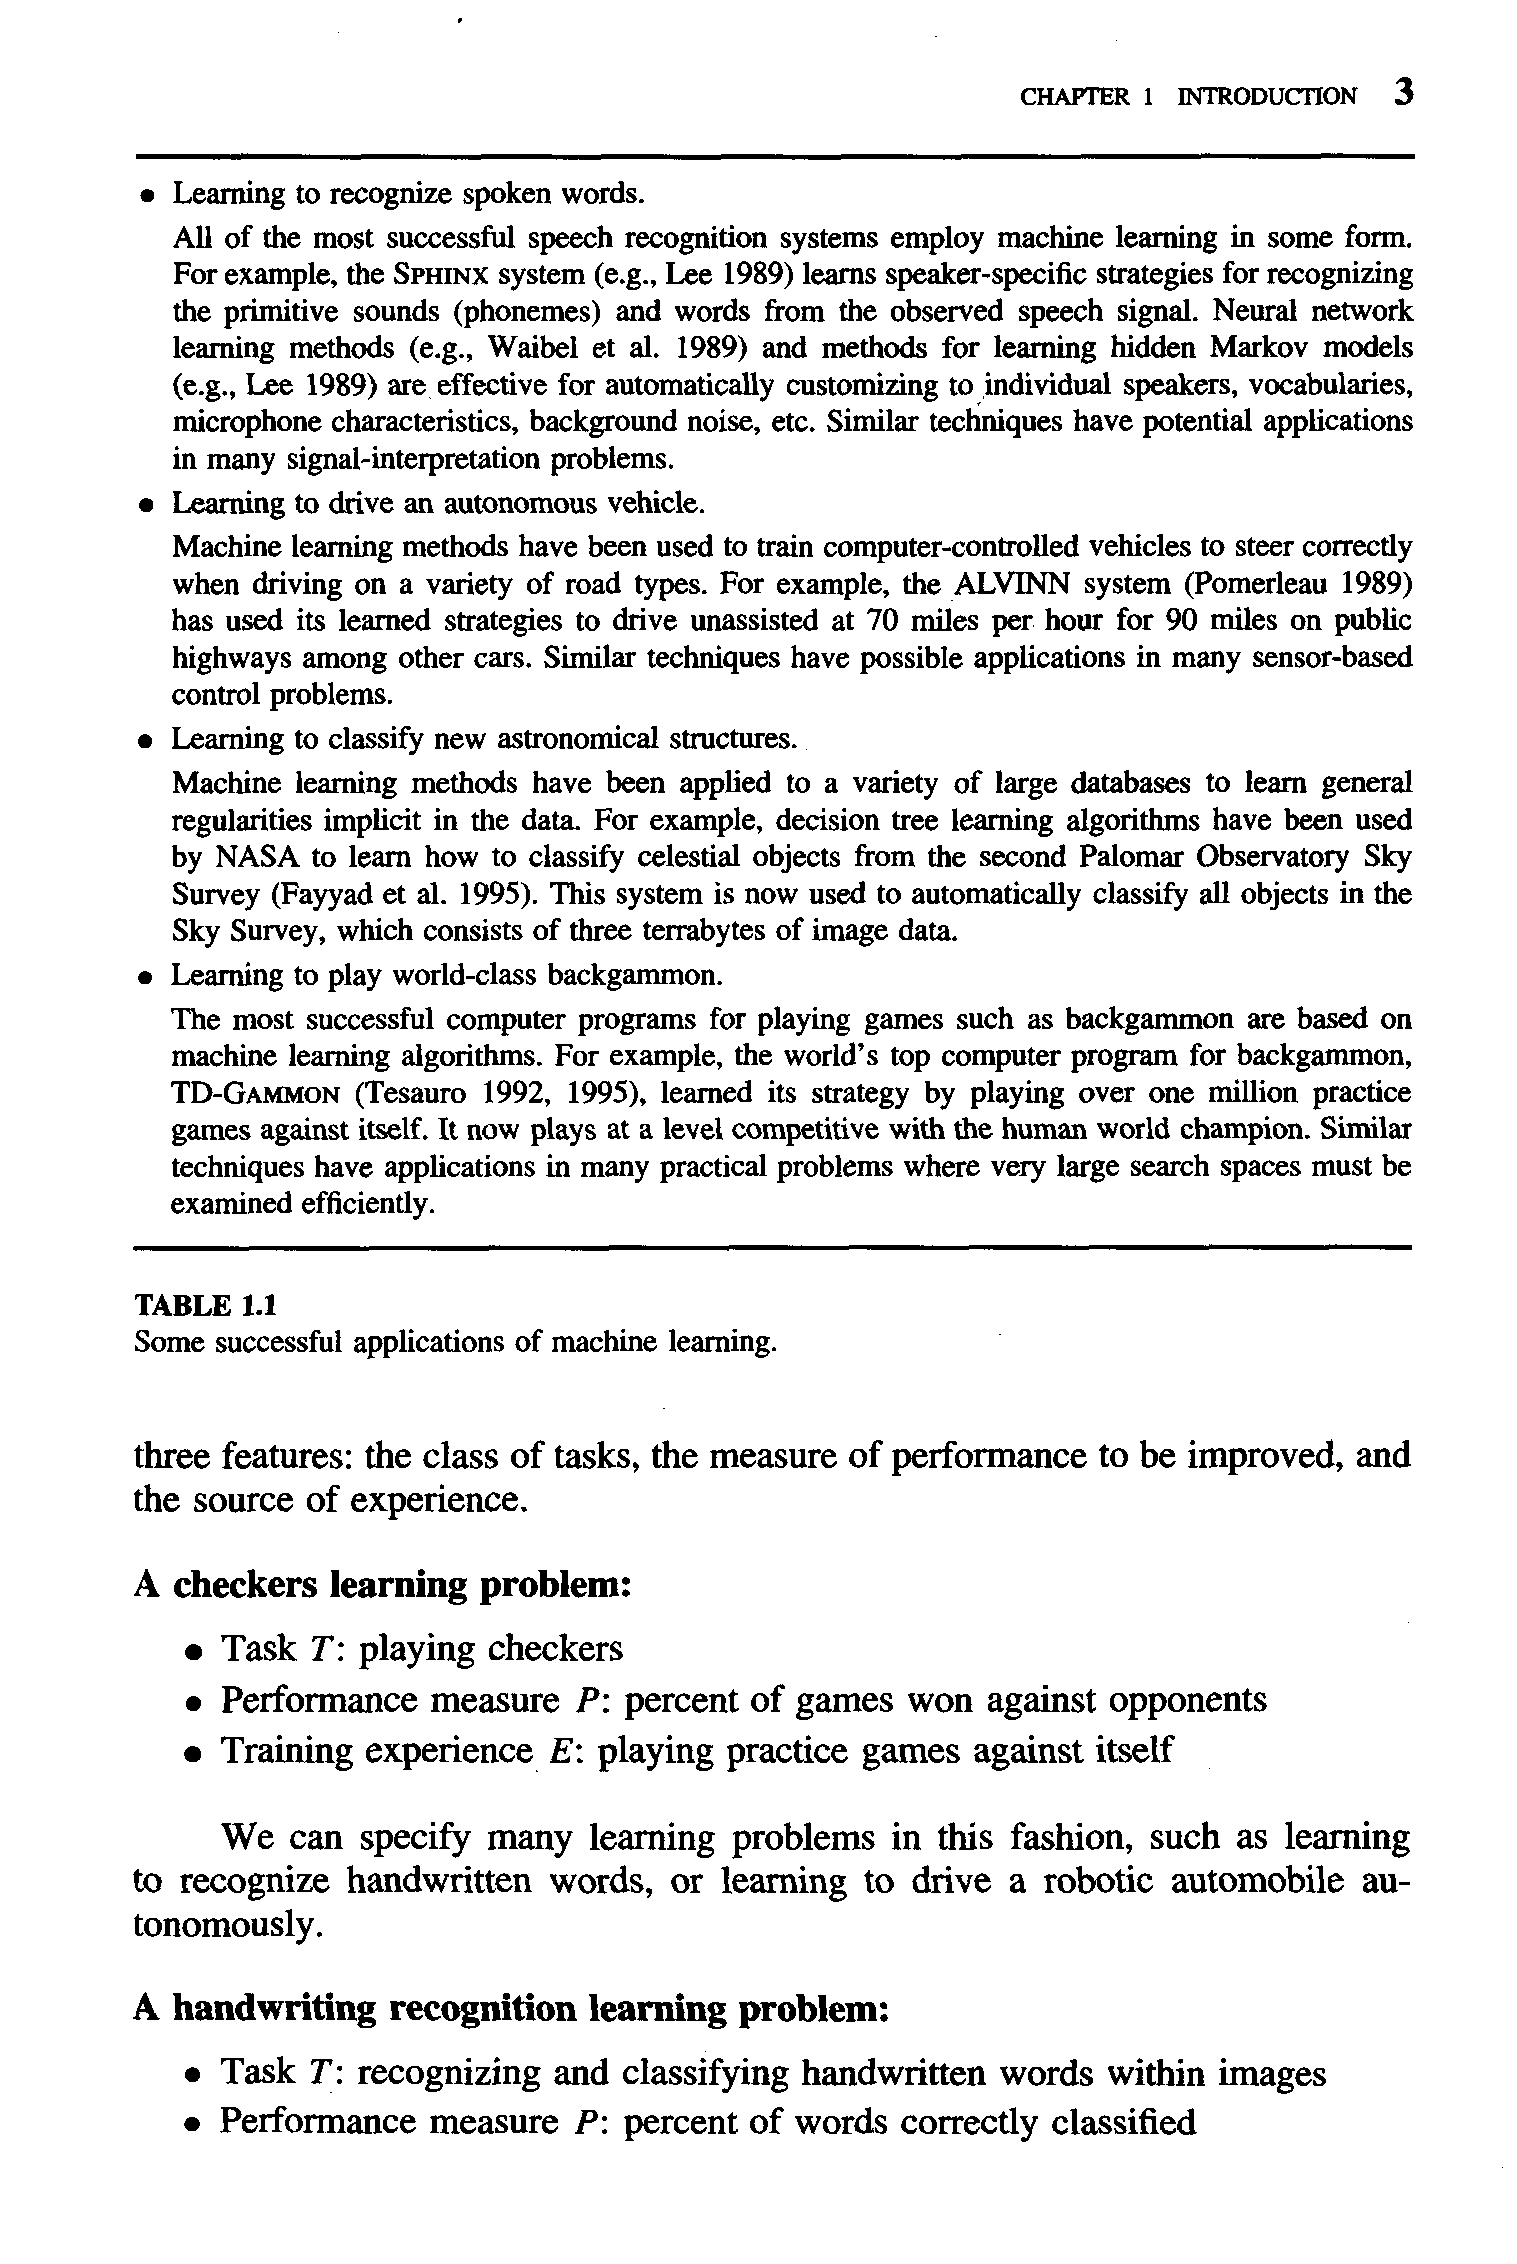 CHAPTER 1 INTRODUCTION 3
• Learning to recognize spoken words.
All of the most successful speech recognition systems employ machine learning in some form.
For example, the SPHINX system (e.g., Lee 1989) learns speaker-specific strategies for recognizing
the primitive sounds (phonemes) and words from the observed speech signal. Neural network
learning methods (e.g., Waibel et al. 1989) and methods for learning hidden Markov models
(e.g., Lee 1989) are effective for automatically customizing to individual speakers, vocabularies,
microphone characteristics, background noise, etc. Similar techniques have potential applications
in many signal-interpretation problems.
• Learning to drive an autonomous vehicle.
Machine learning methods have been used to train computer-controlled vehicles to steer correctly
when driving on a variety of road types. For example, the ALVINN system (Pomerleau 1989)
has used its learned strategies to drive unassisted at 70 miles per hour for 90 miles on public
highways among other cars. Similar techniques have possible applications in many sensor-based
control problems.
• Learning to classify new astronomical structures.
Machine learning methods have been applied to a variety of large databases to learn general
regularities implicit in the data. For example, decision tree learning algorithms have been used
by NASA to learn how to classify celestial objects from the second Palomar Observatory Sky
Survey (Fayyad et al. 1995). This system is now used to automatically classify all objects in the
Sky Survey, which consists of three terrabytes of image data.
• Learning to play world-class backgammon.
The most successful computer programs for playing games such as backgammon are based on
machine learning algorithms. For example, the world's top computer program for backgammon,
TD-GAMMON (Tesauro 1992, 1995), learned its strategy by playing over one million practice
games against itself. It now plays at a level competitive with the human world champion. Similar
techniques have applications in many practical problems where very large search spaces must be
examined efficiently.
TABLE 1.1
Some successful applications of machine learning.
three features: the class of tasks, the measure of performance to be improved, and
the source of experience.
A checkers learning problem:
• Task T: playing checkers
• Performance measure P: percent of games won against opponents
• Training experience E: playing practice games against itself
We can specify many learning problems in this fashion, such as learning
to recognize handwritten words, or learning to drive a robotic automobile au-
tonomously.
A handwriting recognition learning problem:
• Task T: recognizing and classifying handwritten words within images
• Performance measure P: percent of words correctly classified